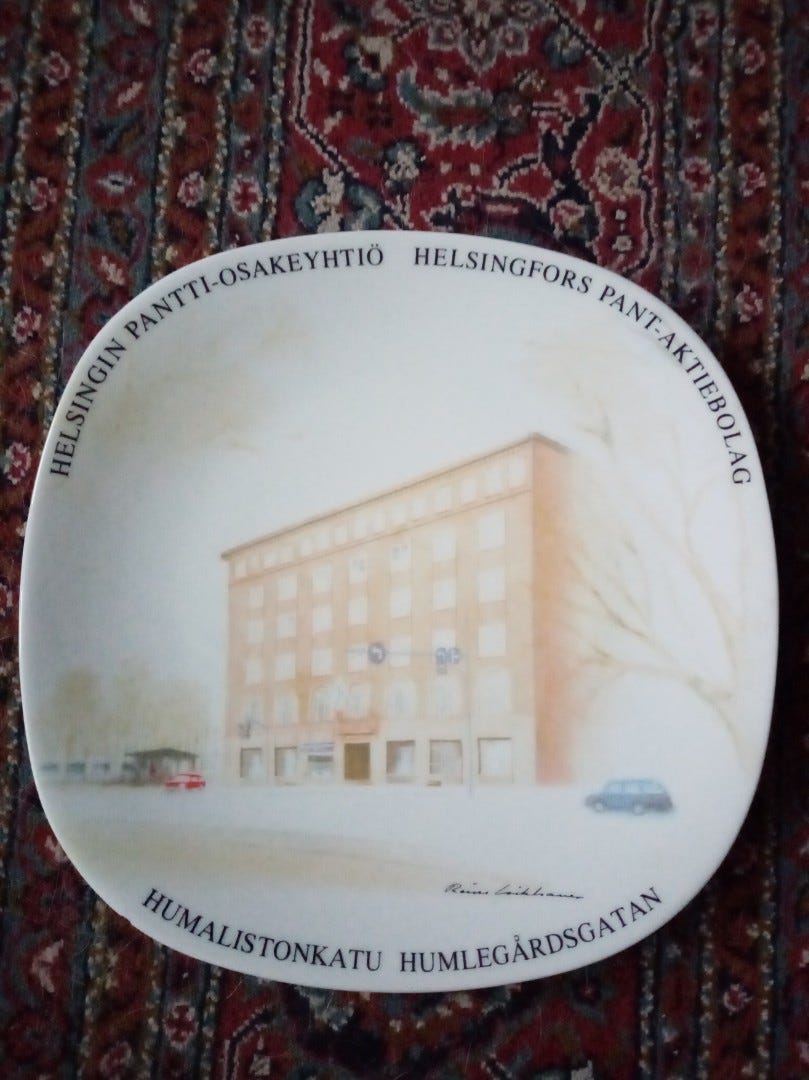 HELSINGIN PANTTI-OSAKEYHTIÖ
HELSINGFORS PANT-AKTIEBOLAG
HUMALISTONKATU HUMLEGÅRDSGATAN